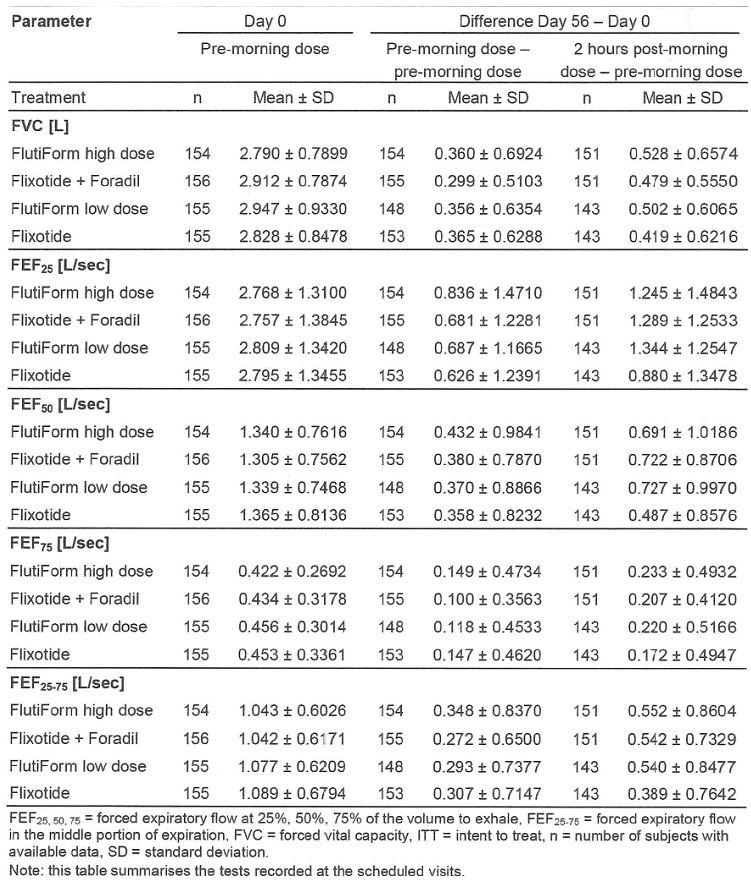 Parameter Day 0 Difference Day 56 – Day 0
Pre-morning dose Pre-morning dose – pre-morning dose 2 hours post-morning dose – pre-morning dose
Treatment n Mean ± SD n Mean ± SD n Mean ± SD
FVC [L]
FlutiForm high dose 154 2.790 ± 0.7899 154 0.360 ± 0.6924 151 0.528 ± 0.6574
Flixotide + Foradil 156 2.912 ± 0.7874 155 0.299 ± 0.5103 151 0.479 ± 0.5550
FlutiForm low dose 155 2.947 ± 0.9330 148 0.356 ± 0.6354 143 0.502 ± 0.6065
Flixotide 155 2.828 ± 0.8478 153 0.365 ± 0.6288 143 0.419 ± 0.6216
FEF25 [L/sec]
FlutiForm high dose 154 2.768 ± 1.3100 154 0.836 ± 1.4710 151 1.245 ± 1.4843
Flixotide + Foradil 156 2.757 ± 1.3845 155 0.681 ± 1.2281 151 1.289 ± 1.2533
FlutiForm low dose 155 2.809 ± 1.3420 148 0.687 ± 1.1665 143 1.344 ± 1.2547
Flixotide 155 2.795 ± 1.3455 153 0.626 ± 1.2391 143 0.880 ± 1.3478
FEF50 [L/sec]
FlutiForm high dose 154 1.340 ± 0.7616 154 0.432 ± 0.9841 151 0.691 ± 1.0186
Flixotide + Foradil 156 1.305 ± 0.7562 155 0.380 ± 0.7870 151 0.722 ± 0.8706
FlutiForm low dose 155 1.339 ± 0.7468 148 0.370 ± 0.8866 143 0.727 ± 0.9970
Flixotide 155 1.365 ± 0.8136 153 0.358 ± 0.8232 143 0.487 ± 0.8576
FEF75 [L/sec]
FlutiForm high dose 154 0.422 ± 0.2692 154 0.149 ± 0.4734 151 0.233 ± 0.4932
Flixotide + Foradil 156 0.434 ± 0.3178 155 0.100 ± 0.3563 151 0.207 ± 0.4120
FlutiForm low dose 155 0.456 ± 0.3014 148 0.118 ± 0.4533 143 0.220 ± 0.5166
Flixotide 155 0.453 ± 0.3361 153 0.147 ± 0.4620 143 0.172 ± 0.4947
FEF25-75 [L/sec]
FlutiForm high dose 154 1.043 ± 0.6026 154 0.348 ± 0.8370 151 0.552 ± 0.8604
Flixotide + Foradil 156 1.042 ± 0.6171 155 0.272 ± 0.6500 151 0.542 ± 0.7329
FlutiForm low dose 155 1.077 ± 0.6209 148 0.293 ± 0.7377 143 0.540 ± 0.8477
Flixotide 155 1.089 ± 0.6794 153 0.307 ± 0.7147 143 0.389 ± 0.7642
FEF25, 50, 75 = forced expiratory flow at 25%, 50%, 75% of the volume to exhale, FEF25-75 = forced expiratory flow
in the middle portion of expiration, FVC = forced vital capacity, ITT = intent to treat, n = number of subjects with
available data, SD = standard deviation.
Note: this table summarises the tests recorded at the scheduled visits.